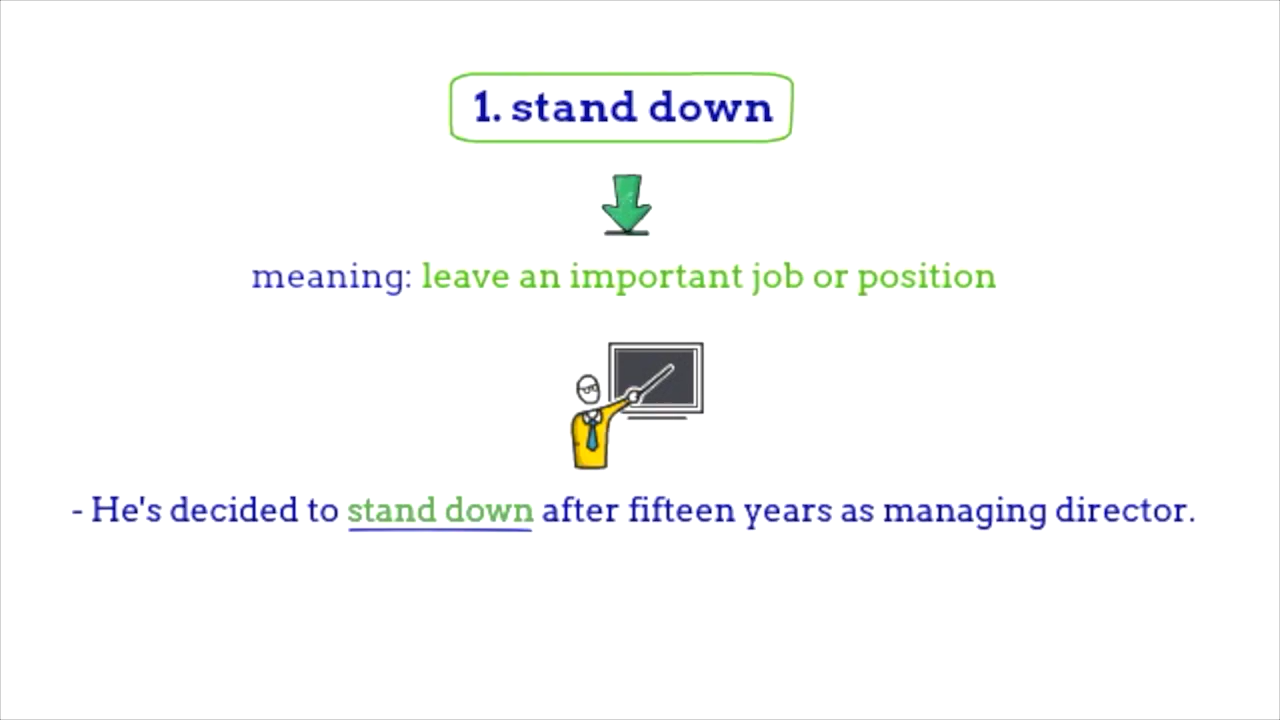 1. stand down
meaning: leave an important job or position
- He's decided to stand down after fifteen years as managing director.